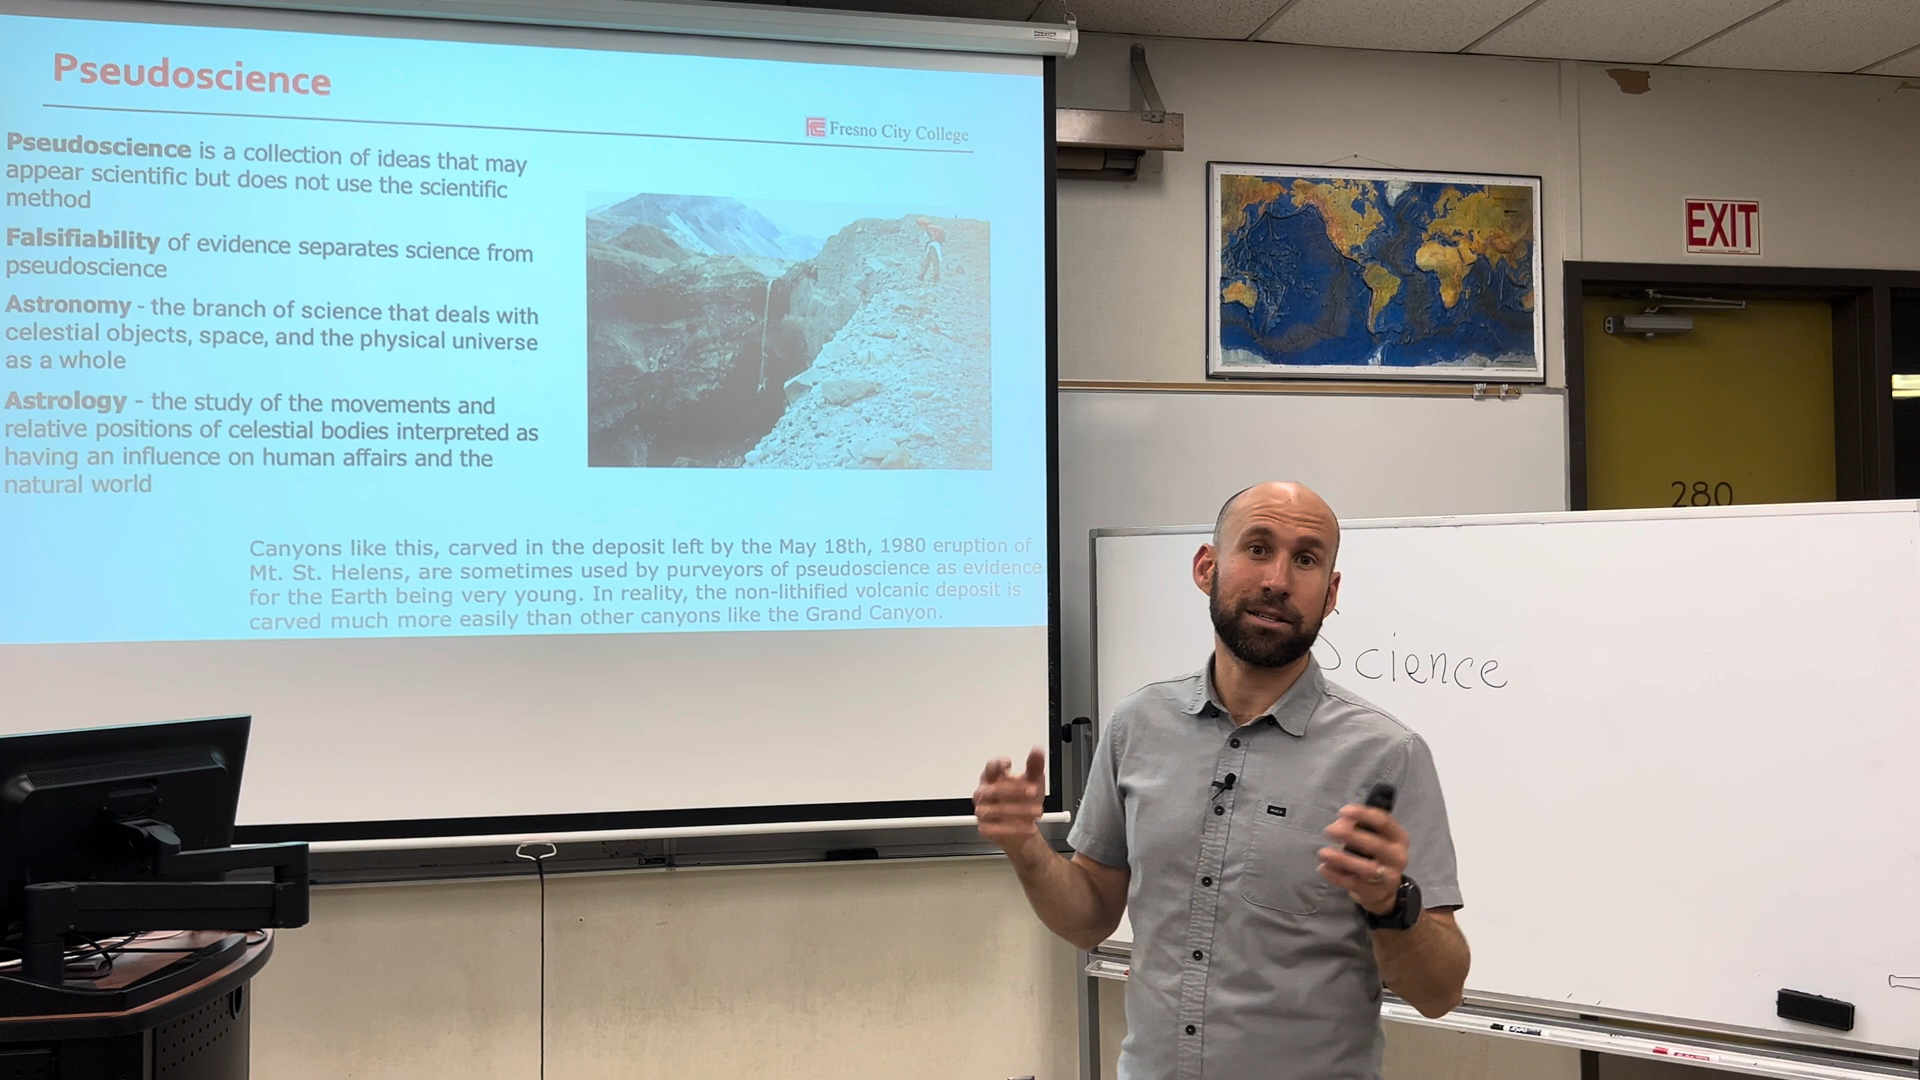 Pseudoscience
Fresno City College
Pseudoscience is a collection of ideas that may
appear scientific but does not use the scientific
method
Falsifiability of evidence separates science from
pseudoscience
Astronomy - the branch of science that deals with
celestial objects, space, and the physical universe
as a whole
Astrology - the study of the movements and
relative positions of celestial bodies interpreted as
having an influence on human affairs and the
natural world
Canyons like this, carved in the deposit left by the May 18th, 1980 eruption of
Mt. St. Helens, are sometimes used by purveyors of pseudoscience as evidence
for the Earth being very young. In reality, the non-lithified volcanic deposit is
carved much more easily than other canyons like the Grand Canyon.
EXIT
280
Science